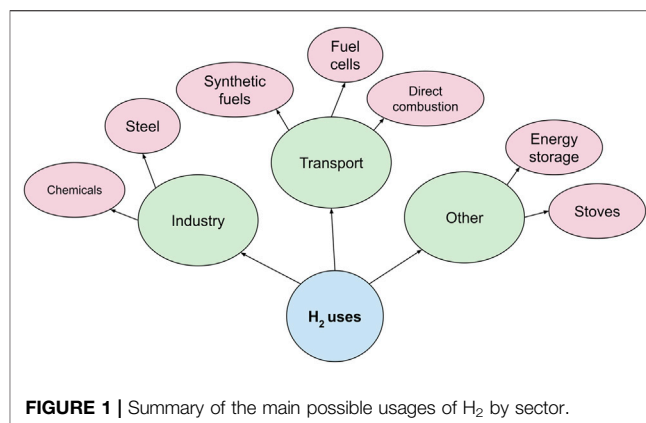 Fuel
cells
Synthetic
fuels
Direct
combustion
Steel
Energy
storage
Transport
Chemicals
Industry
Other
Stoves
H₂ uses
FIGURE 1 | Summary of the main possible usages of H₂ by sector.